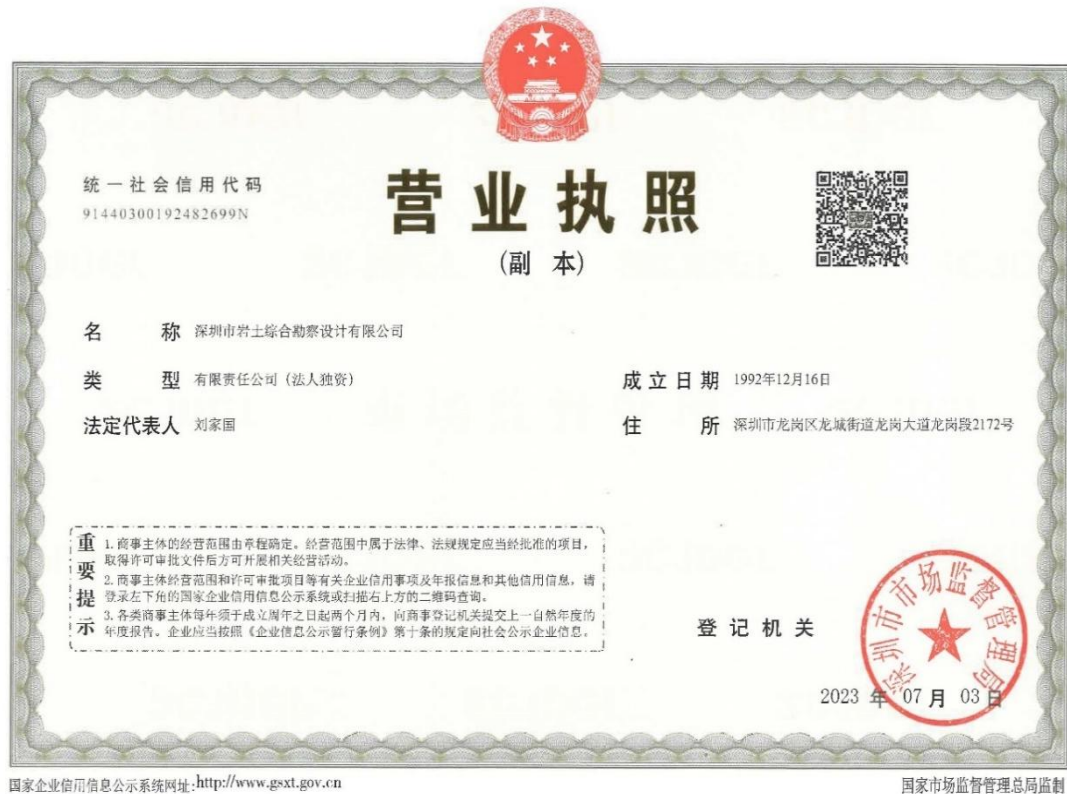 统一社会信用代码
91440300192482699N
营业执照
(副 本)
名 称 深圳市岩土综合勘察设计有限公司
类 型 有限责任公司（法人独资）
成立日期 1992年12月16日
法定代表人 刘家国
住 所 深圳市龙岗区龙城街道龙岗大道龙岗段2172号
重要提示
1.商事主体的经营范围由章程确定。经营范围中属于法律、法规规定应当经批准的项目，
取得许可审批文件后方可开展相关经营活动。
2.商事主体经营范围和许可审批项目等有关企业信用事项及年报信息和其他信用信息，请
登录左下角的国家企业信用信息公示系统或扫描右上方的二维码查询。
3.各类商事主体每年须于成立周年之日起两个月内，向商事登记机关提交上一自然年度的
年度报告。企业应当按照《企业信息公示暂行条例》第十条的规定向社会公示企业信息。
登记机关
深圳市市场监督管理局
2023 年 07 月 03 日
国家企业信用信息公示系统网址:http://www.gsxt.gov.cn
国家市场监督管理总局监制